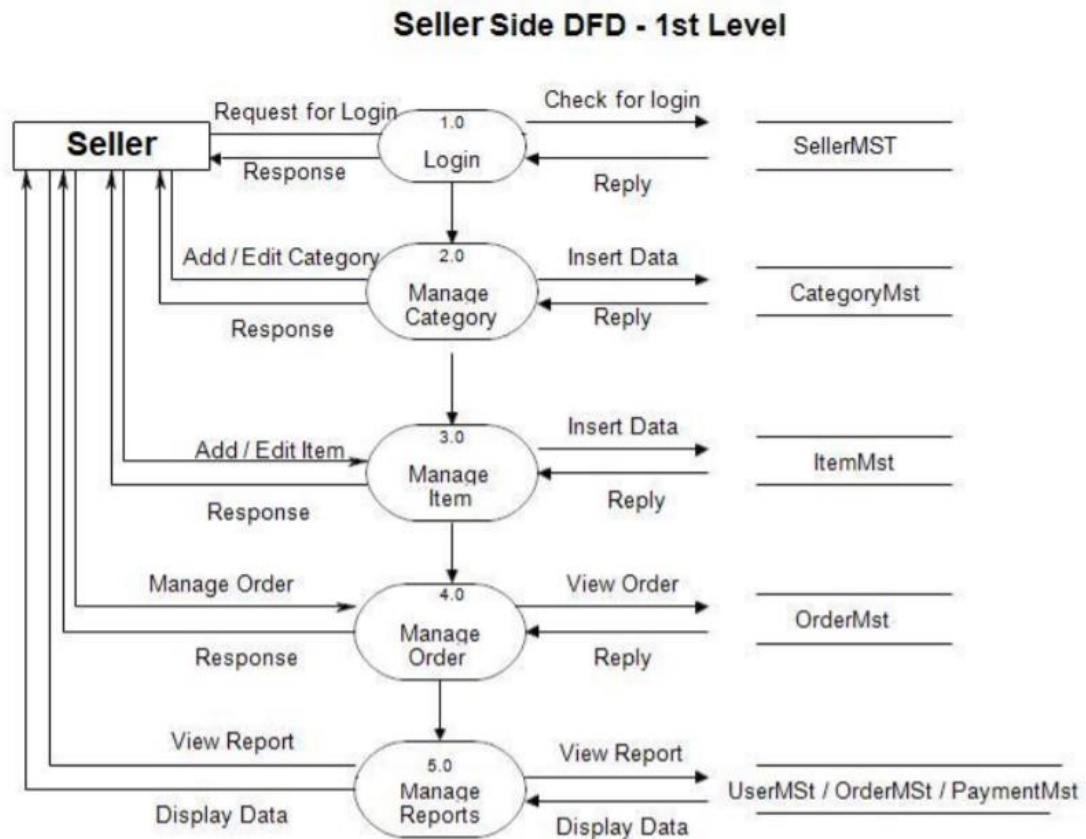 Seller Side DFD - 1st Level
Request for Login
Check for login
Seller
1.0
Login
SellerMST
Response
Reply
Add / Edit Category
2.0
Manage
Category
Insert Data
CategoryMst
Response
Reply
Add / Edit Item
3.0
Manage
Item
Insert Data
ItemMst
Response
Reply
Manage Order
4.0
Manage
Order
View Order
OrderMst
Response
Reply
View Report
5.0
Manage
Reports
View Report
UserMSt / OrderMSt / PaymentMst
Display Data
Display Data